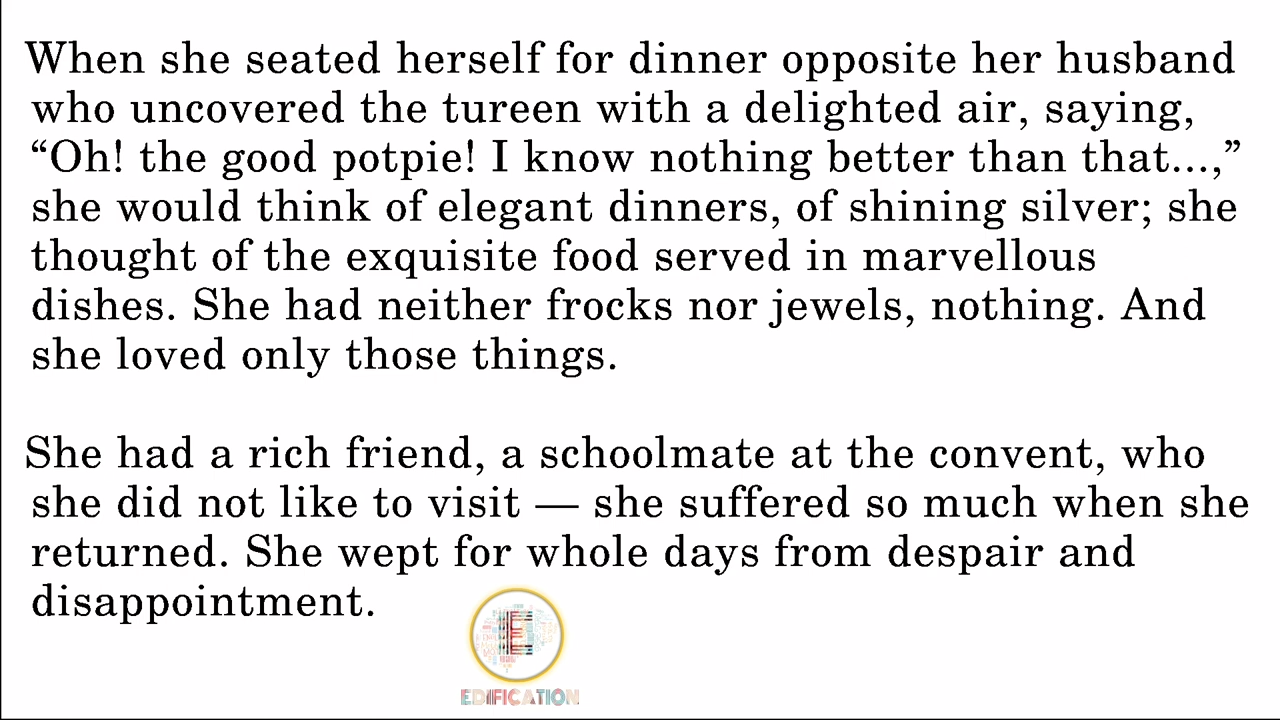 When she seated herself for dinner opposite her husband
who uncovered the tureen with a delighted air, saying,
“Oh! the good potpie! I know nothing better than that...,”
she would think of elegant dinners, of shining silver; she
thought of the exquisite food served in marvellous
dishes. She had neither frocks nor jewels, nothing. And
she loved only those things.
She had a rich friend, a schoolmate at the convent, who
she did not like to visit — she suffered so much when she
returned. She wept for whole days from despair and
disappointment.
EDIFICATION